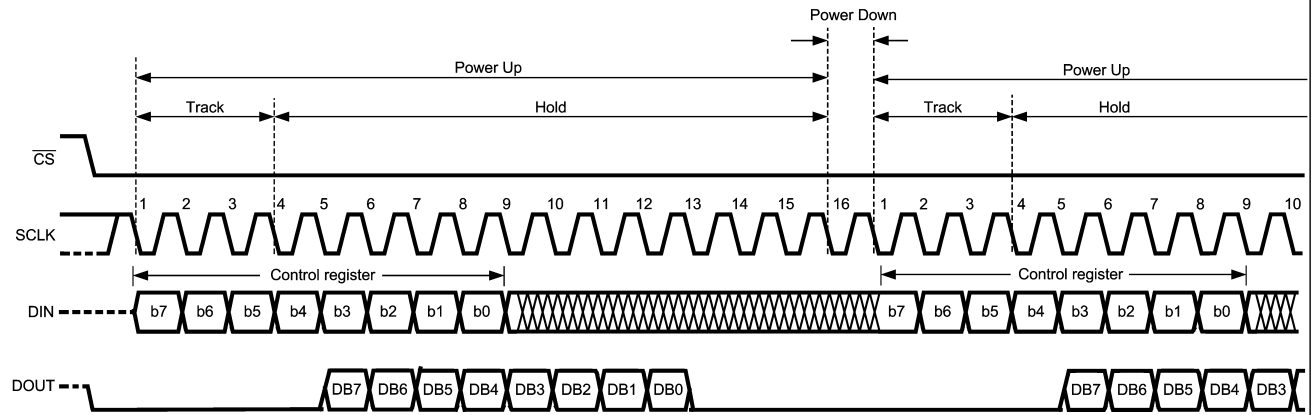 Power Down
Power Up Power Up
Track Hold Track Hold
CS
1 2 3 4 5 6 7 8 9 10 11 12 13 14 15 16 1 2 3 4 5 6 7 8 9 10
SCLK
Control register Control register
DIN b7 b6 b5 b4 b3 b2 b1 b0 b7 b6 b5 b4 b3 b2 b1 b0
DOUT DB7 DB6 DB5 DB4 DB3 DB2 DB1 DB0 DB7 DB6 DB5 DB4 DB3